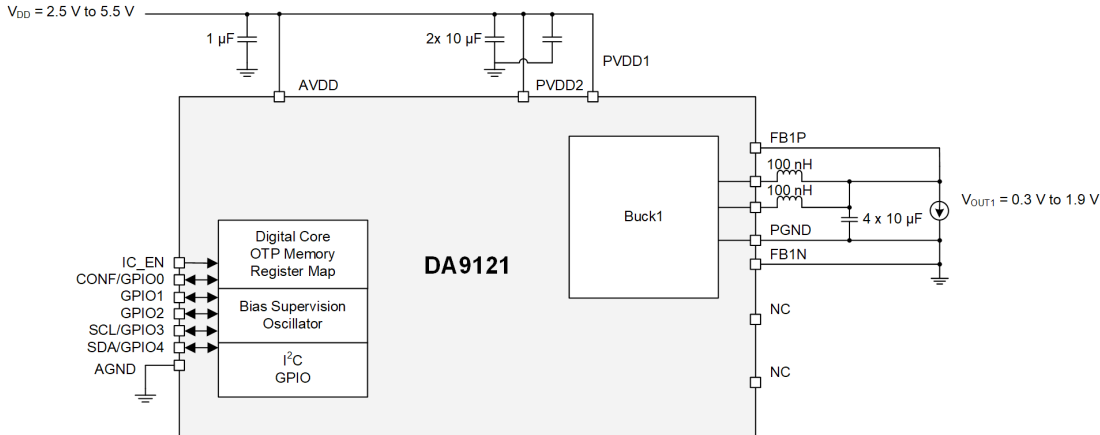 V_DD = 2.5 V to 5.5 V
1 µF
2x 10 µF
PVDD1
AVDD
PVDD2
FB1P
100 nH
100 nH
V_OUT1 = 0.3 V to 1.9 V
Buck1
4 x 10 µF
PGND
FB1N
Digital Core
OTP Memory
Register Map
DA9121
IC_EN
CONF/GPIO0
GPIO1
GPIO2
SCL/GPIO3
SDA/GPIO4
AGND
Bias Supervision
Oscillator
I²C
GPIO
NC
NC